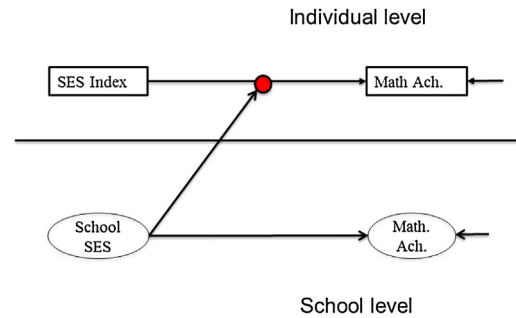 Individual level
SES Index
Math Ach.
School
SES
Math.
Ach.
School level